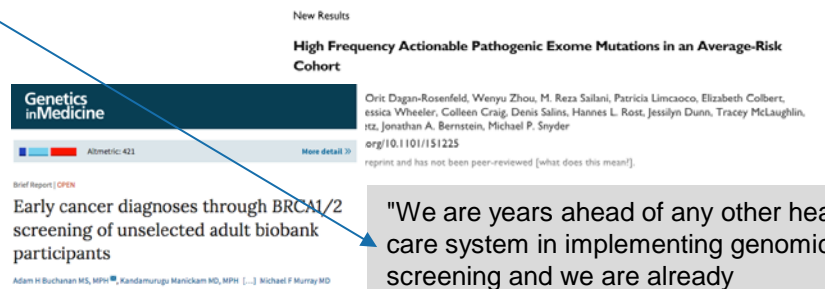 New Results
High Frequency Actionable Pathogenic Exome Mutations in an Average-Risk
Cohort
Genetics
inMedicine
Orit Dagan-Rosenfeld, Wenyu Zhou, M. Reza Sailani, Patricia Limcaoco, Elizabeth Colbert,
essica Wheeler, Colleen Craig, Denis Salins, Hannes L. Rost, Jessilyn Dunn, Tracey McLaughlin,
tz, Jonathan A. Bernstein, Michael P. Snyder
Altmetric: 421 More detail »
org/10.1101/151225
reprint and has not been peer-reviewed [what does this mean?].
Brief Report | OPEN
Early cancer diagnoses through BRCA1/2
screening of unselected adult biobank
participants
Adam H Buchanan MS, MPH, Kandamurugu Manickam MD, MPH [...] Michael F Murray MD
"We are years ahead of any other hea
care system in implementing genomic
screening and we are already